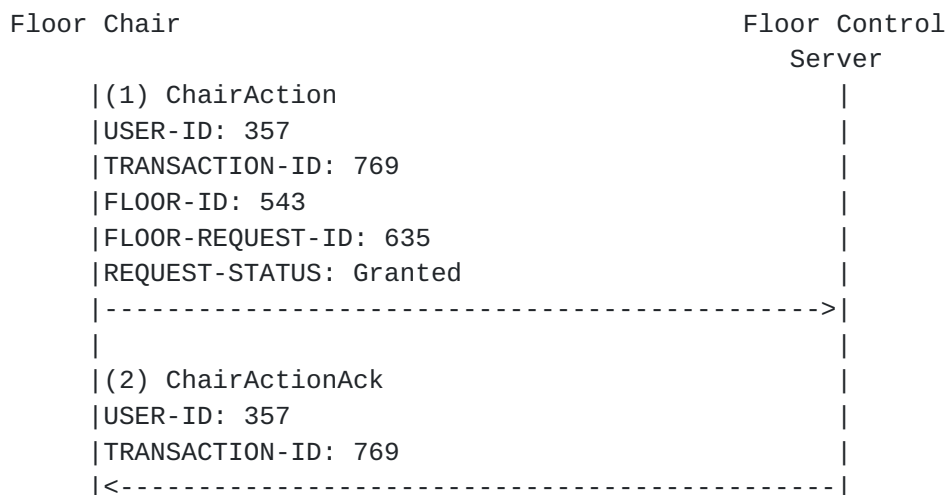 Floor Chair                                    Floor Control
                                                  Server
     |(1) ChairAction                                |
     |USER-ID: 357                                   |
     |TRANSACTION-ID: 769                            |
     |FLOOR-ID: 543                                  |
     |FLOOR-REQUEST-ID: 635                          |
     |REQUEST-STATUS: Granted                        |
     |---------------------------------------------->|
     |                                               |
     |(2) ChairActionAck                             |
     |USER-ID: 357                                   |
     |TRANSACTION-ID: 769                            |
     |<----------------------------------------------|